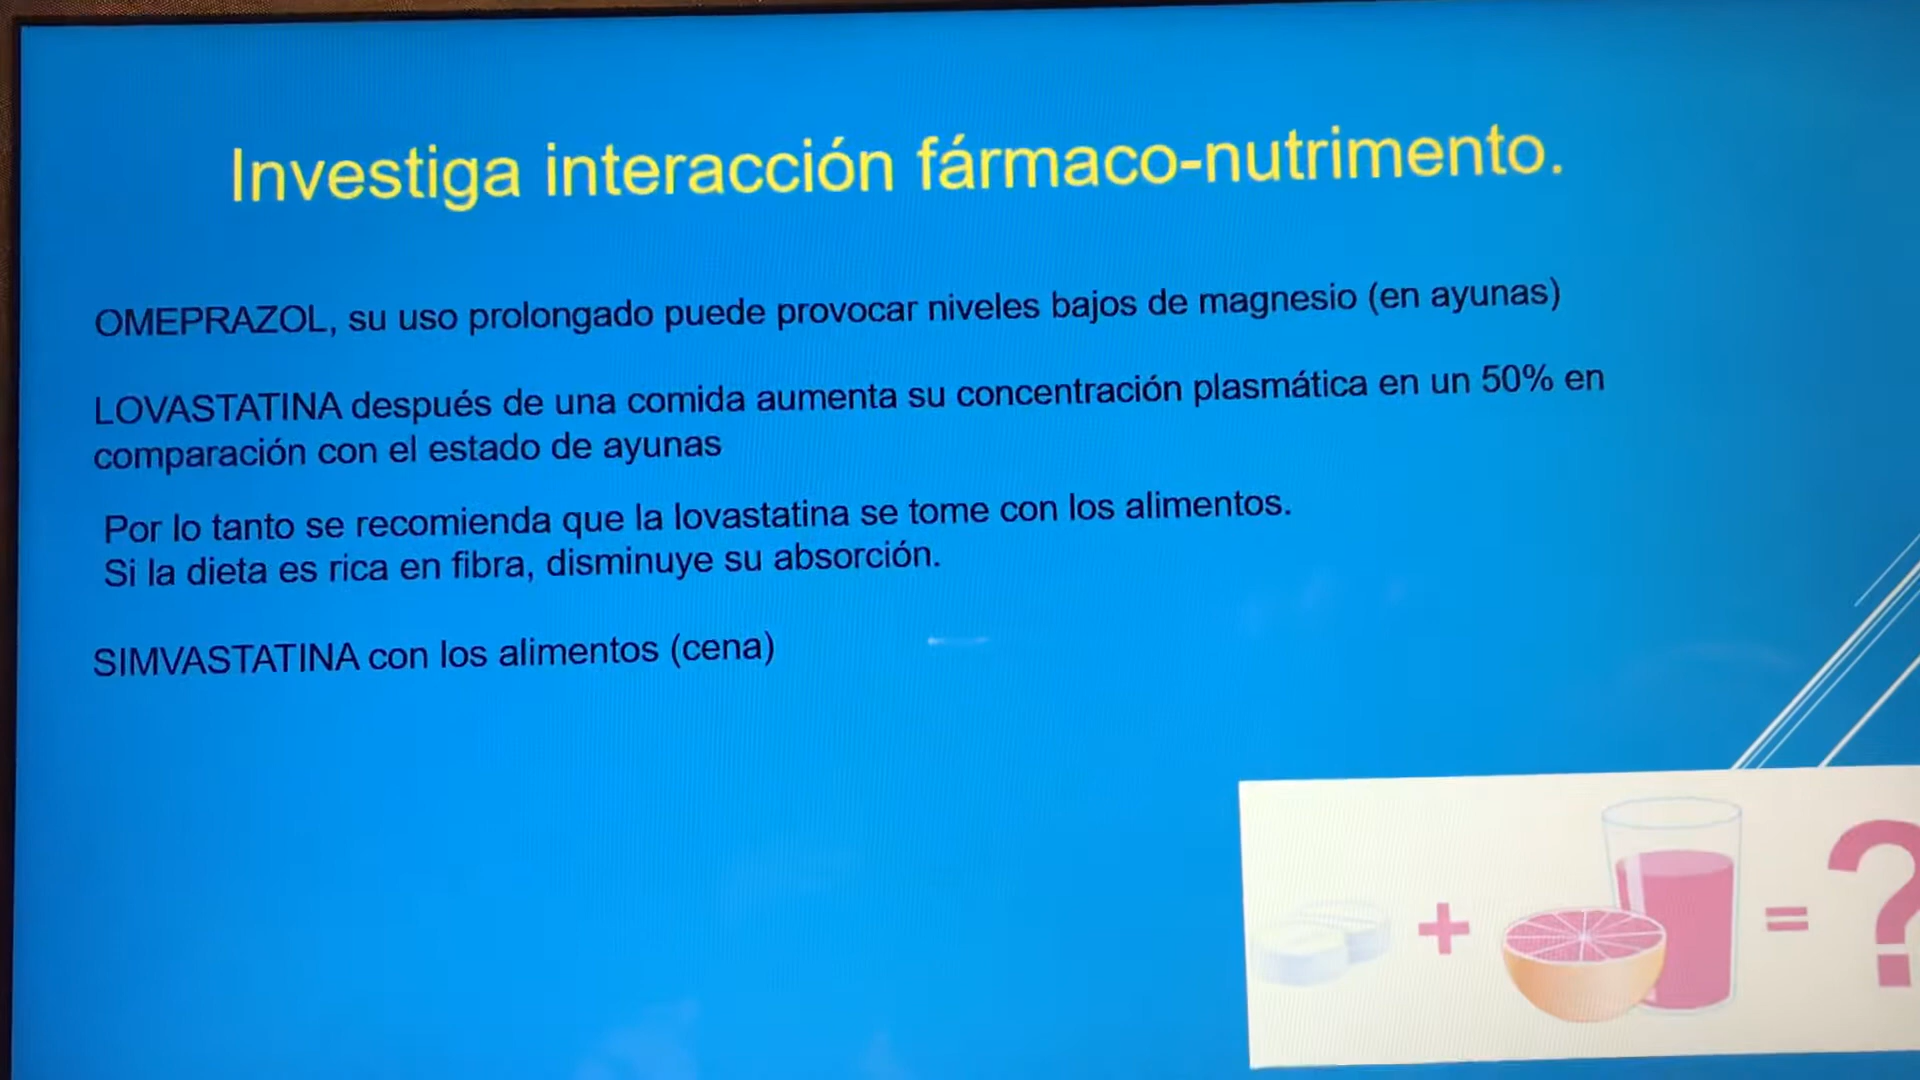 Investiga interacción fármaco-nutrimento.
OMEPRAZOL, su uso prolongado puede provocar niveles bajos de magnesio (en ayunas)
LOVASTATINA después de una comida aumenta su concentración plasmática en un 50% en
comparación con el estado de ayunas
Por lo tanto se recomienda que la lovastatina se tome con los alimentos.
Si la dieta es rica en fibra, disminuye su absorción.
SIMVASTATINA con los alimentos (cena)
+ = ?